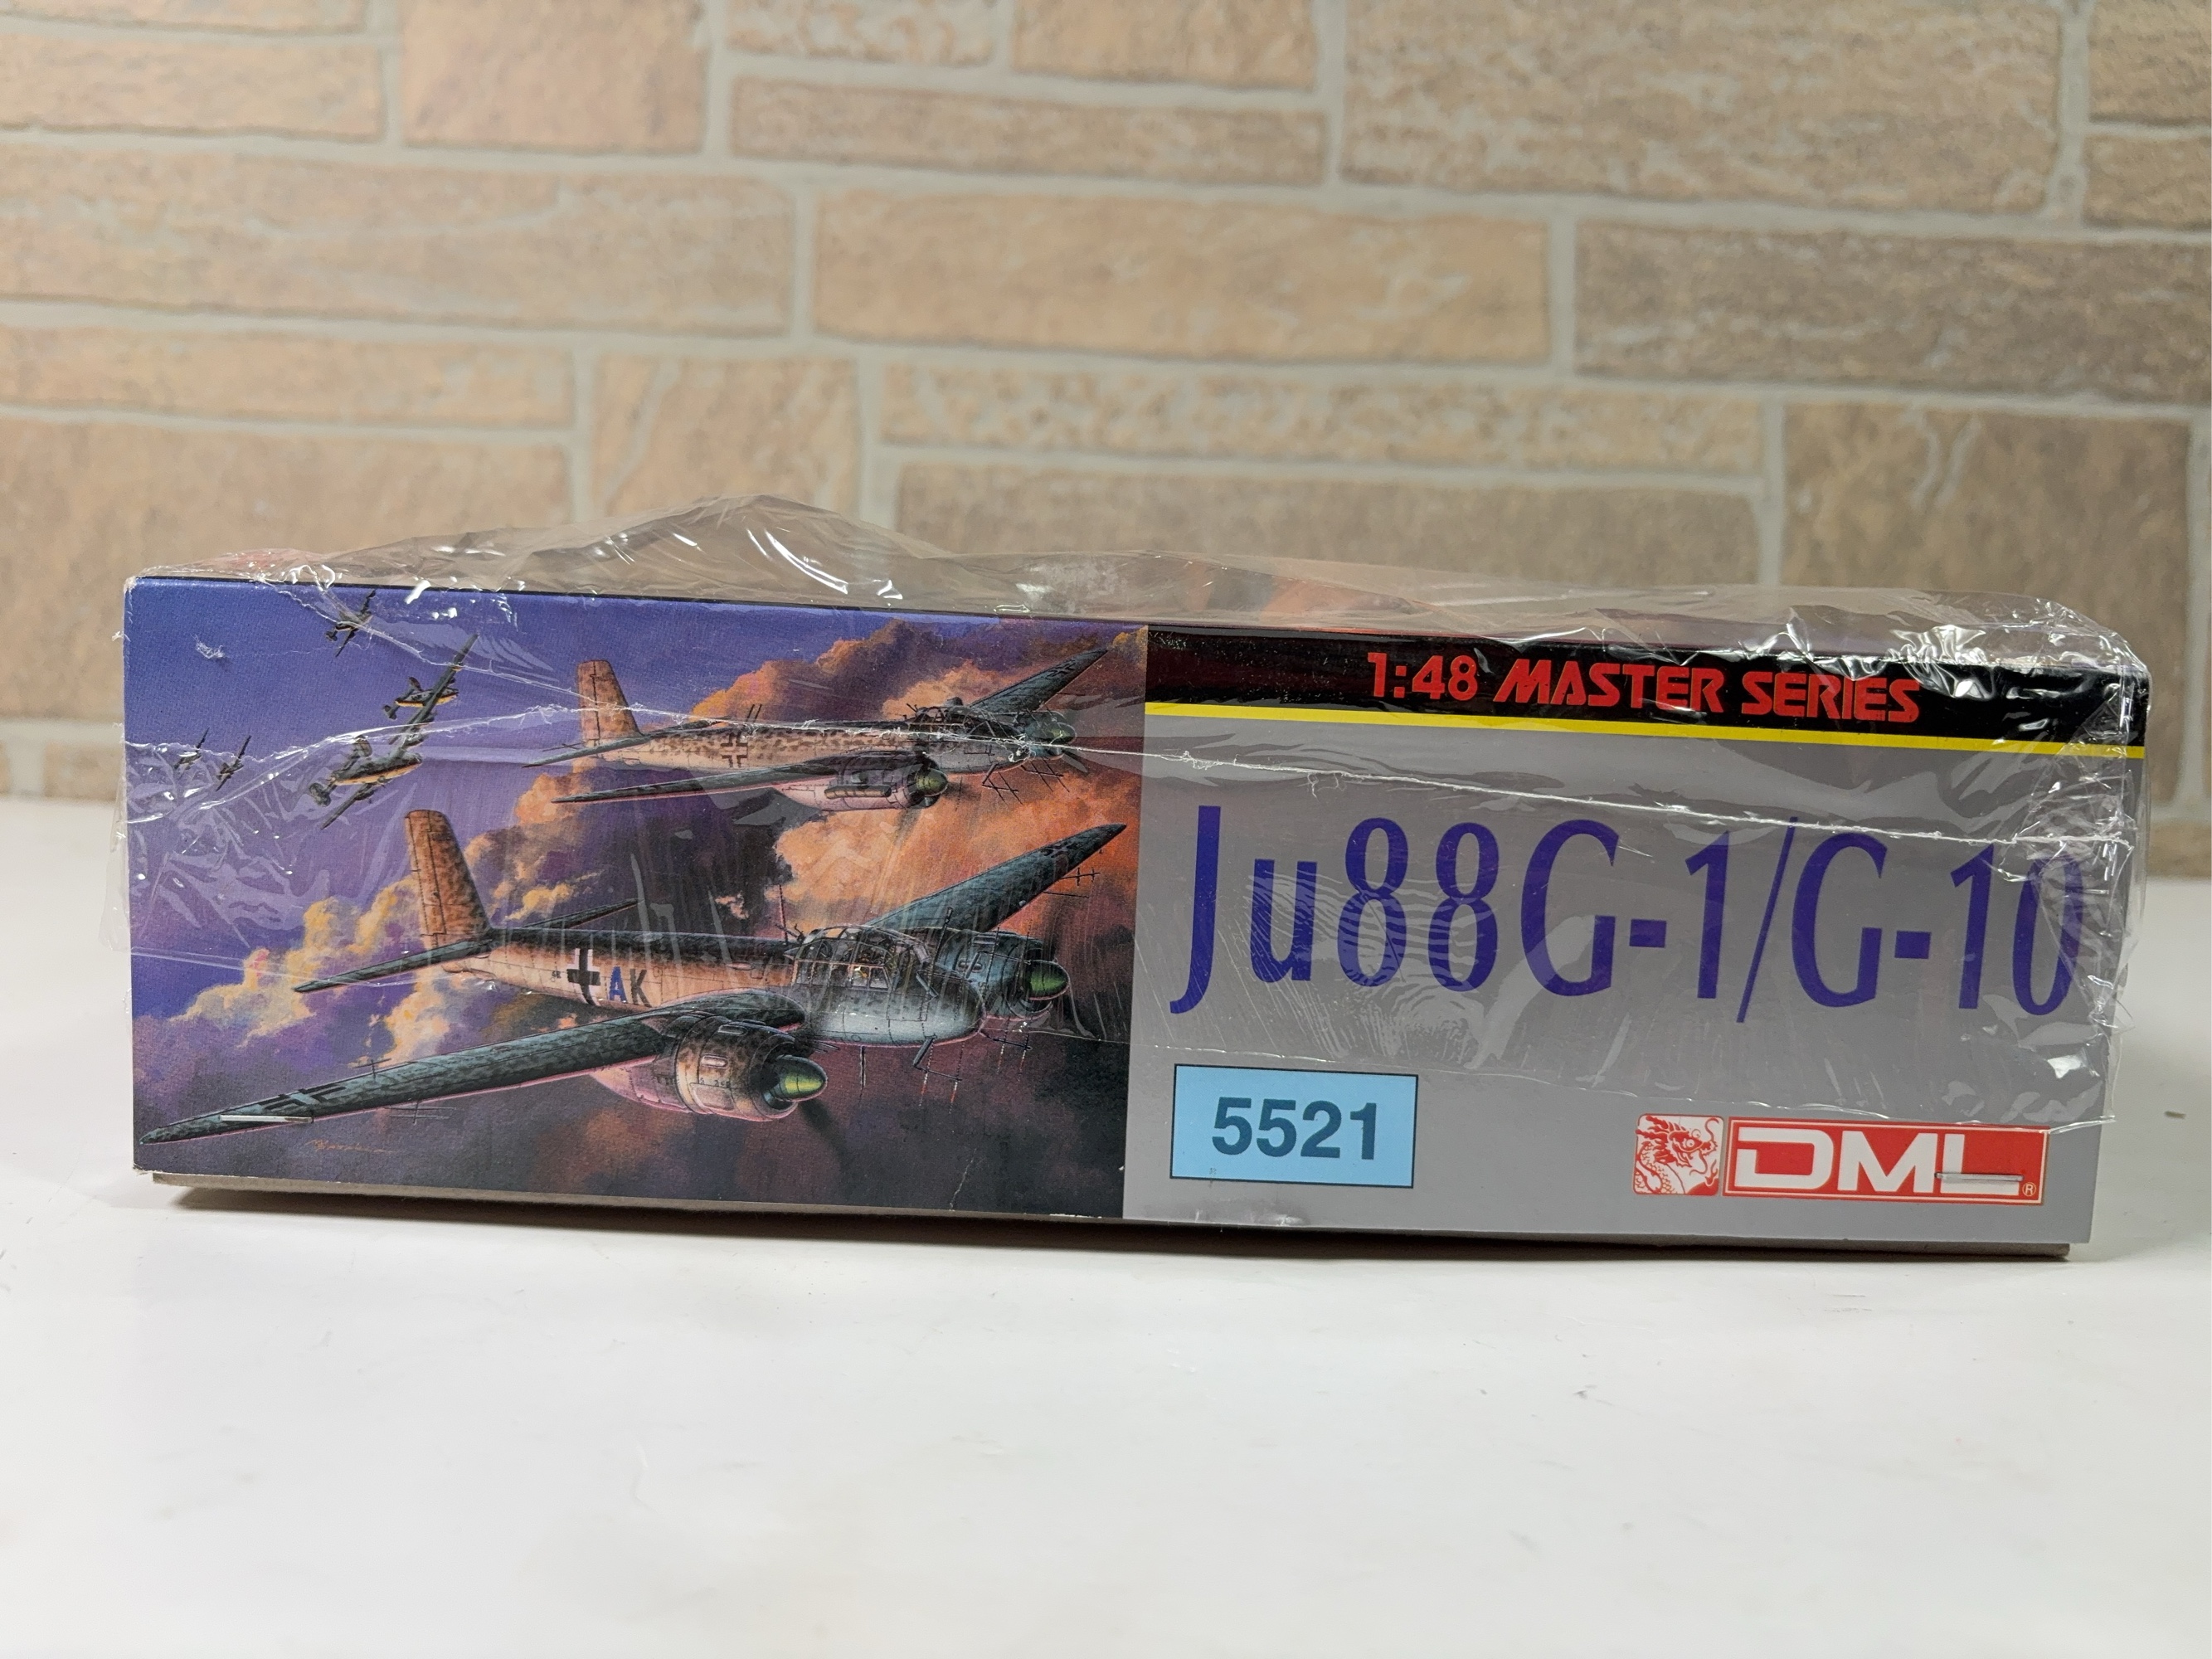 1:48 MASTER SERIES
Ju88G-1/G-10
AK
5521
DML®